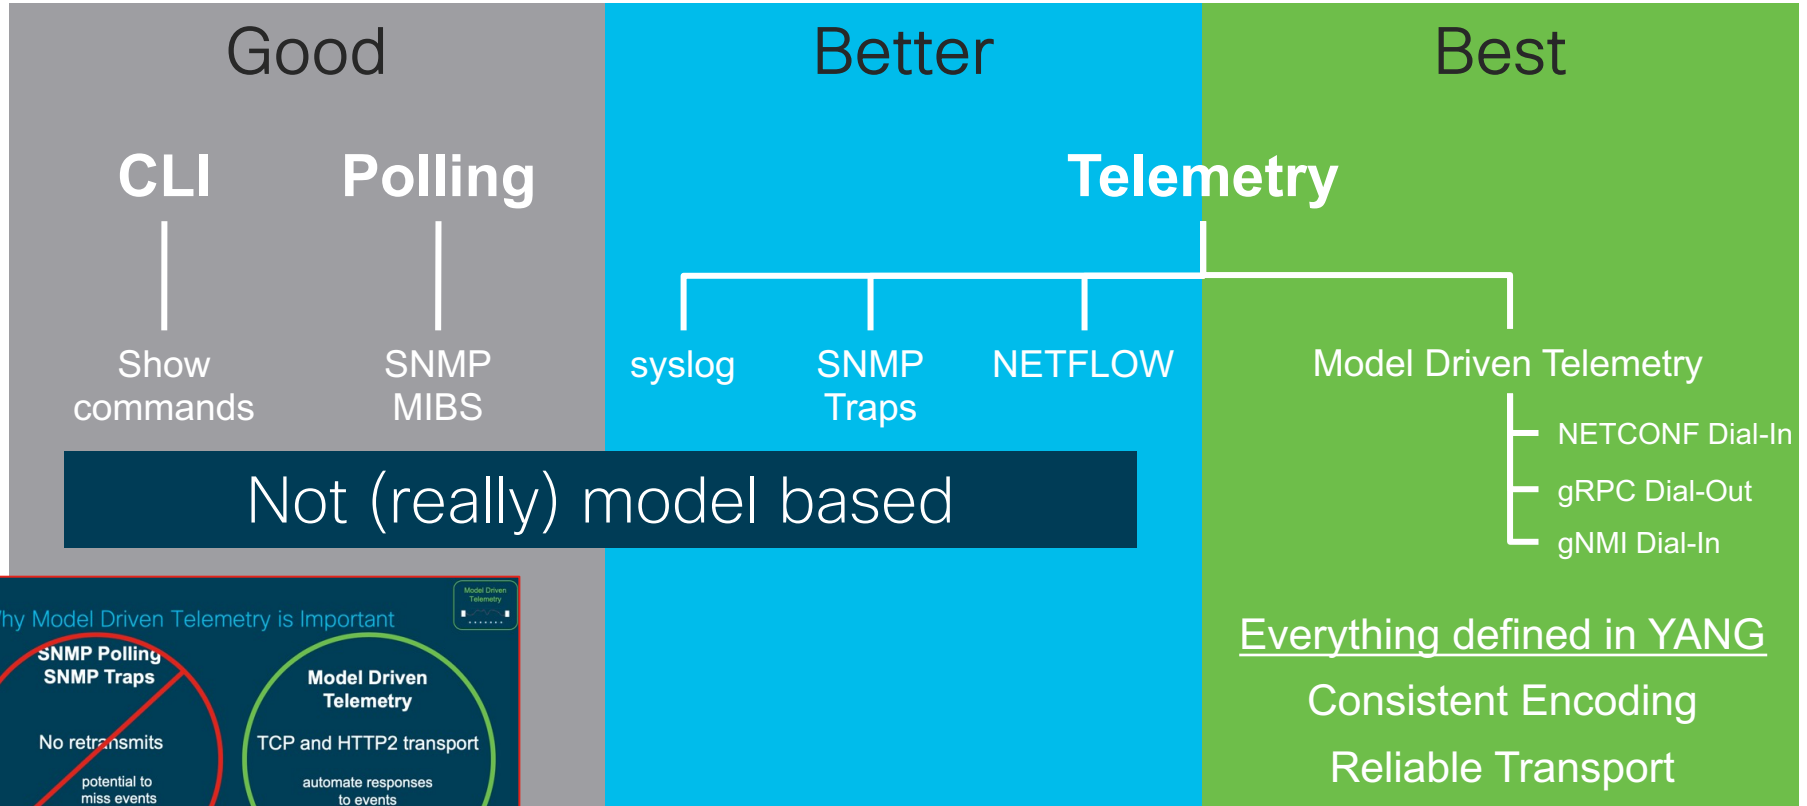 Good
Better
Best
CLI
Polling
Telemetry
Show
commands
SNMP
MIBS
syslog
SNMP
Traps
NETFLOW
Model Driven Telemetry
NETCONF Dial-In
gRPC Dial-Out
gNMI Dial-In
Not (really) model based
Everything defined in YANG
Consistent Encoding
Reliable Transport
Model Driven
Telemetry
hy Model Driven Telemetry is Important
SNMP Polling
SNMP Traps
No retransmits
potential to
miss events
Model Driven
Telemetry
TCP and HTTP2 transport
automate responses
to events